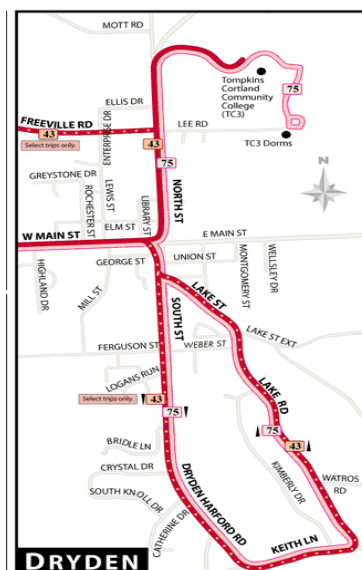 MOTT RD
Tompkins
Cortland
Community
College
(TC3)
75
ELLIS DR
FREEVILLE RD
43
Select trips only.
ENTERPRISE DR
43
LEE RD
TC3 Dorms
75
GREYSTONE DR
ROCHESTER ST
LEWIS ST
LIBRARY ST
NORTH ST
N
ELM ST
W MAIN ST
E MAIN ST
HIGHLAND DR
GEORGE ST
UNION ST
MONTGOMERY ST
WELLSLEY DR
MILL ST
SOUTH ST
LAKE ST
LAKE ST EXT
FERGUSON ST
WEBER ST
LOGANS RUN
Select trips only.
43
75
LAKE RD
75
43
BRIDLE LN
CRYSTAL DR
SOUTH KNOLL DR
CATHERINE DR
DRYDEN HARFORD RD
KIMBERLY DR
WATROS
RD
KEITH LN
DRYDEN